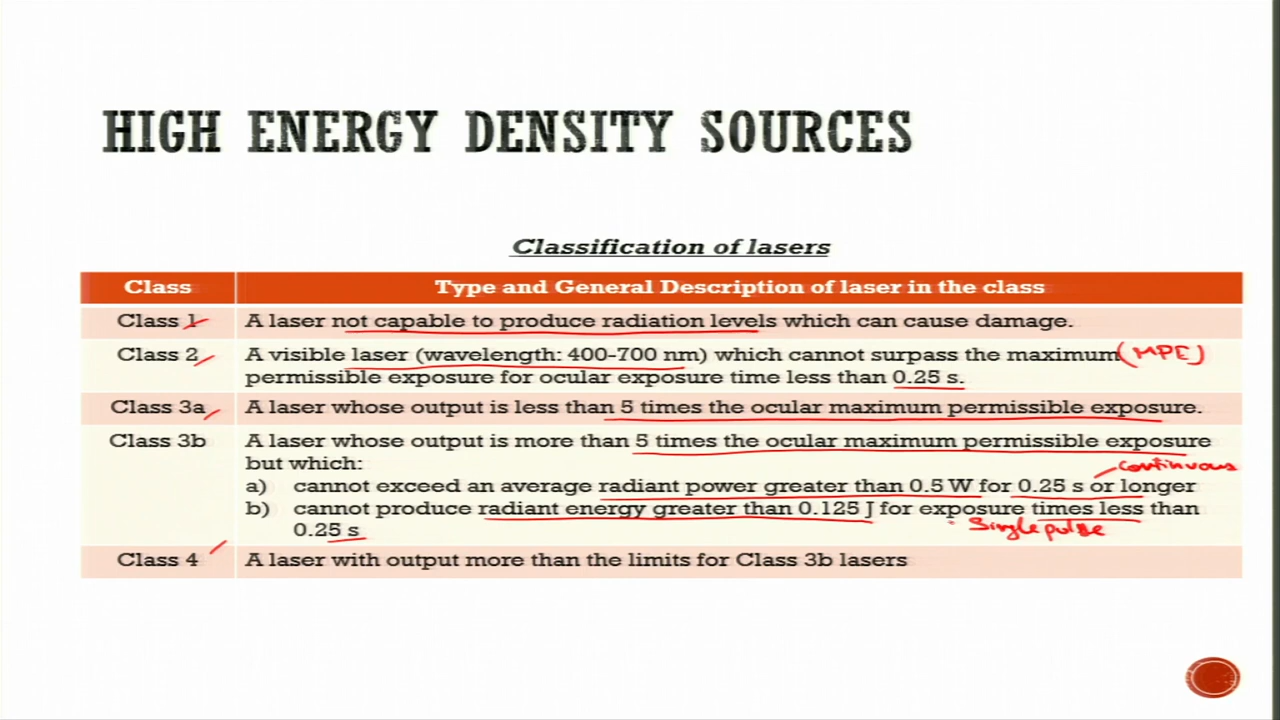 HIGH ENERGY DENSITY SOURCES
Classification of lasers
Class Type and General Description of laser in the class
Class 1 A laser not capable to produce radiation levels which can cause damage.
Class 2 A visible laser (wavelength: 400-700 nm) which cannot surpass the maximum (MPE)
permissible exposure for ocular exposure time less than 0.25 s.
Class 3a A laser whose output is less than 5 times the ocular maximum permissible exposure.
Class 3b A laser whose output is more than 5 times the ocular maximum permissible exposure
but which:
continuous
a) cannot exceed an average radiant power greater than 0.5 W for 0.25 s or longer
b) cannot produce radiant energy greater than 0.125 J for exposure times less than
0.25 s
Single pulse
Class 4 A laser with output more than the limits for Class 3b lasers